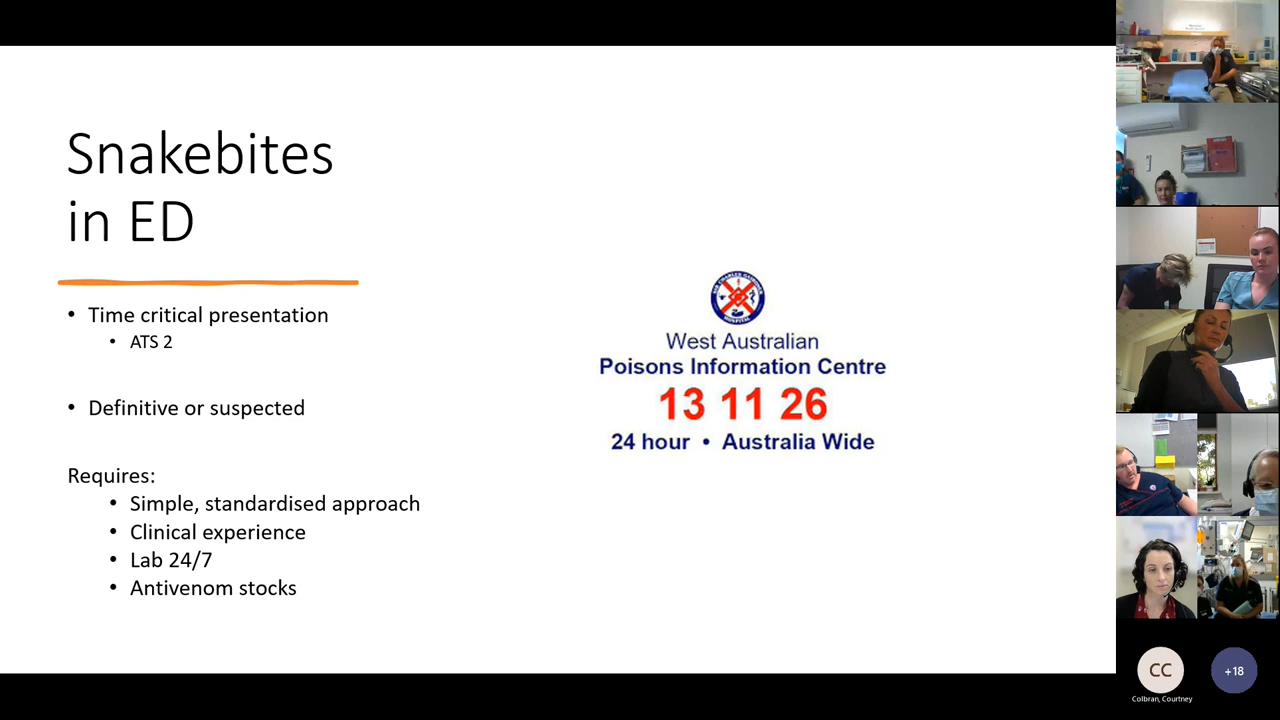 Snakebites
in ED
• Time critical presentation
• ATS 2
• Definitive or suspected
Requires:
• Simple, standardised approach
• Clinical experience
• Lab 24/7
• Antivenom stocks
West Australian
Poisons Information Centre
13 11 26
24 hour • Australia Wide
CC
Colbran, Courtney
+18